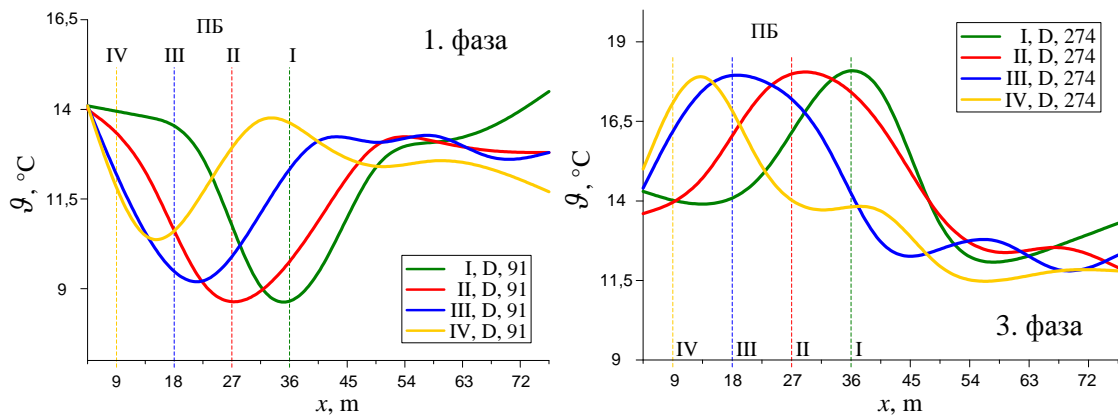 16,5
ПБ
1. фаза
IV III II I
14
11,5
9
ϑ, °C
I, D, 91
II, D, 91
III, D, 91
IV, D, 91
9 18 27 36 45 54 63 72
x, m
19
ПБ
I, D, 274
II, D, 274
III, D, 274
IV, D, 274
16,5
14
11,5
9
ϑ, °C
3. фаза
IV III II I
9 18 27 36 45 54 63 72
x, m